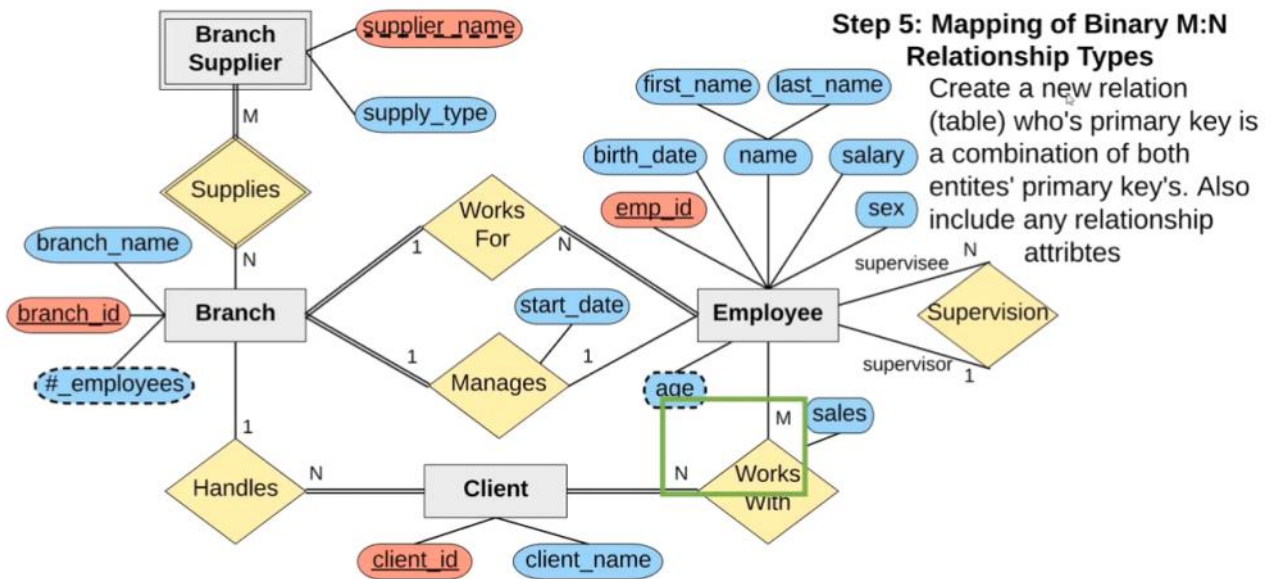 Step 5: Mapping of Binary M:N
Relationship Types
Create a new relation
(table) who's primary key is
a combination of both
entites' primary key's. Also
include any relationship
attribtes
Branch
Supplier
supplier_name
supply_type
M
Supplies
N
first_name
last_name
birth_date
name
salary
emp_id
sex
branch_name
branch_id
#_employees
Branch
1
Works
For
N
start_date
1
Manages
1
Employee
supervisee
N
Supervision
supervisor
1
age
M
sales
1
Handles
N
Client
N
Works
With
client_id
client_name